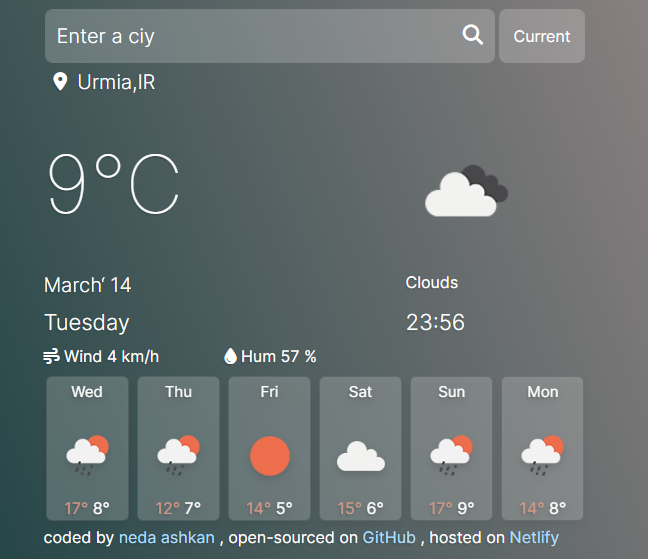 Enter a ciy
Current
Urmia,IR
9°C
March‘ 14
Clouds
Tuesday
23:56
Wind 4 km/h
Hum 57 %
Wed Thu Fri Sat Sun Mon
17° 8° 12° 7° 14° 5° 15° 6° 17° 9° 14° 8°
coded by neda ashkan , open-sourced on GitHub , hosted on Netlify